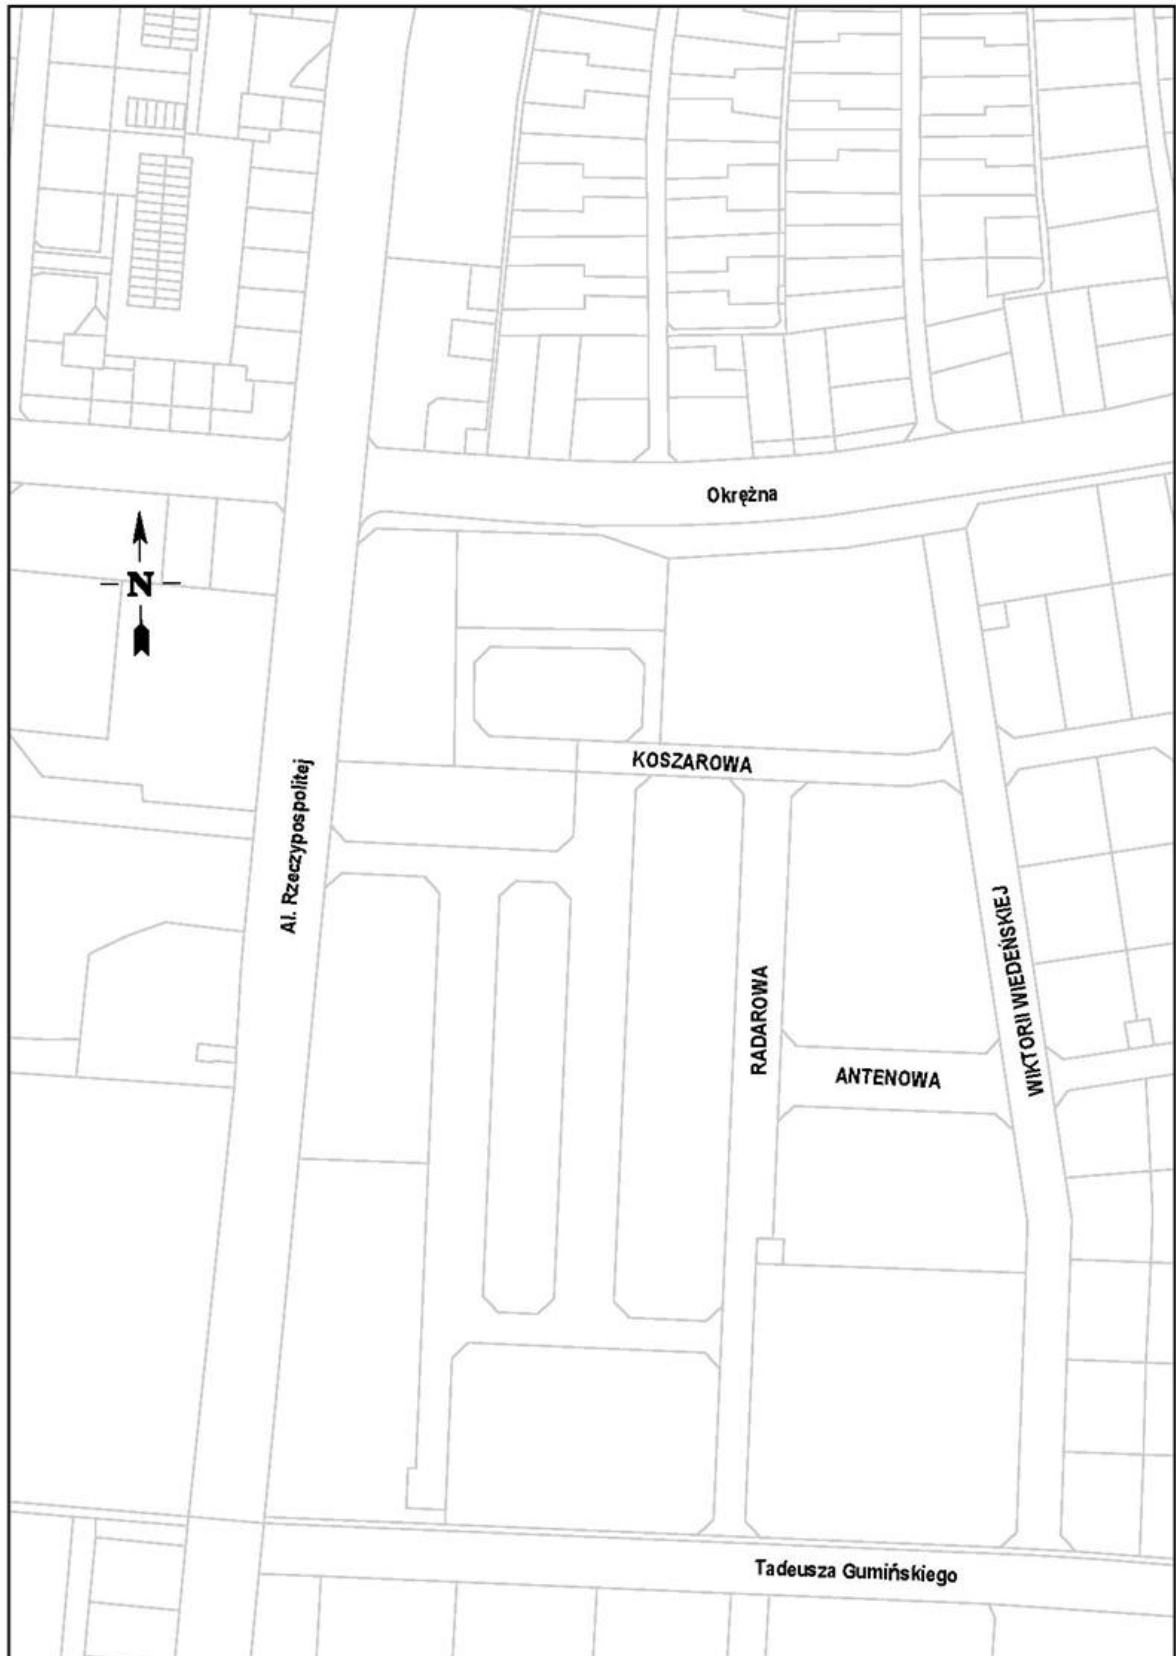 Okrężna
N
KOSZAROWA
Al. Rzeczypospolitej
WIKTORII WIEDEŃSKIEJ
RADAROWA
ANTENOWA
Tadeusza Gumińskiego